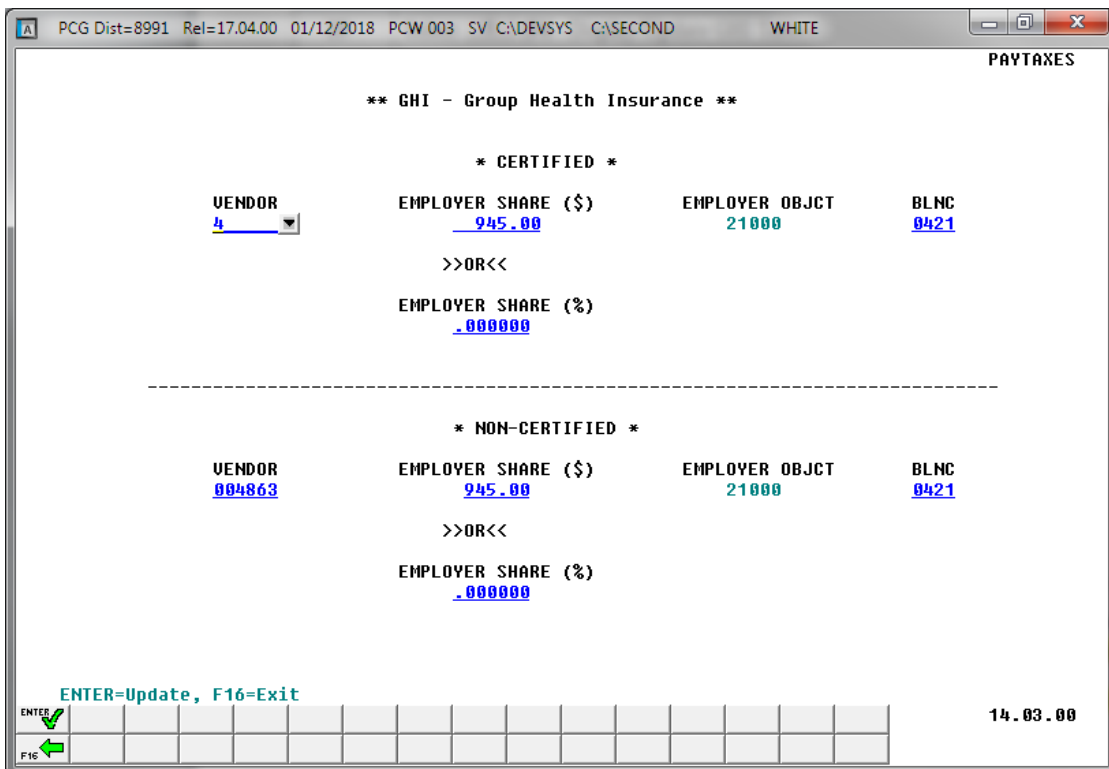 PCG Dist=8991 Rel=17.04.00 01/12/2018 PCW 003 SV C:\DEVSYS C:\SECOND WHITE
PAYTAXES
** GHI - Group Health Insurance **
* CERTIFIED *
VENDOR EMPLOYER SHARE ($) EMPLOYER OBJCT BLNC
4 945.00 21000 0421
>>OR<<
EMPLOYER SHARE (%)
.000000
* NON-CERTIFIED *
VENDOR EMPLOYER SHARE ($) EMPLOYER OBJCT BLNC
004863 945.00 21000 0421
>>OR<<
EMPLOYER SHARE (%)
.000000
ENTER=Update, F16=Exit
ENTER
14.03.00
F16